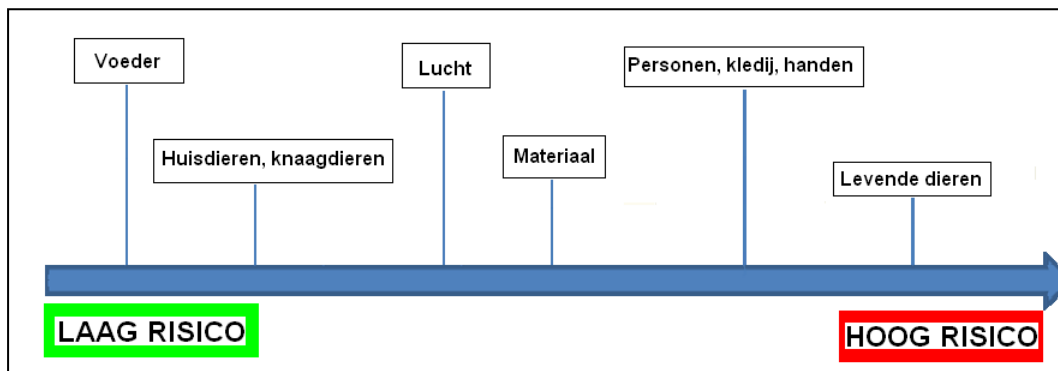 Voeder
Lucht
Personen, kledij, handen
Huisdieren, knaagdieren
Materiaal
Levende dieren
LAAG RISICO
HOOG RISICO